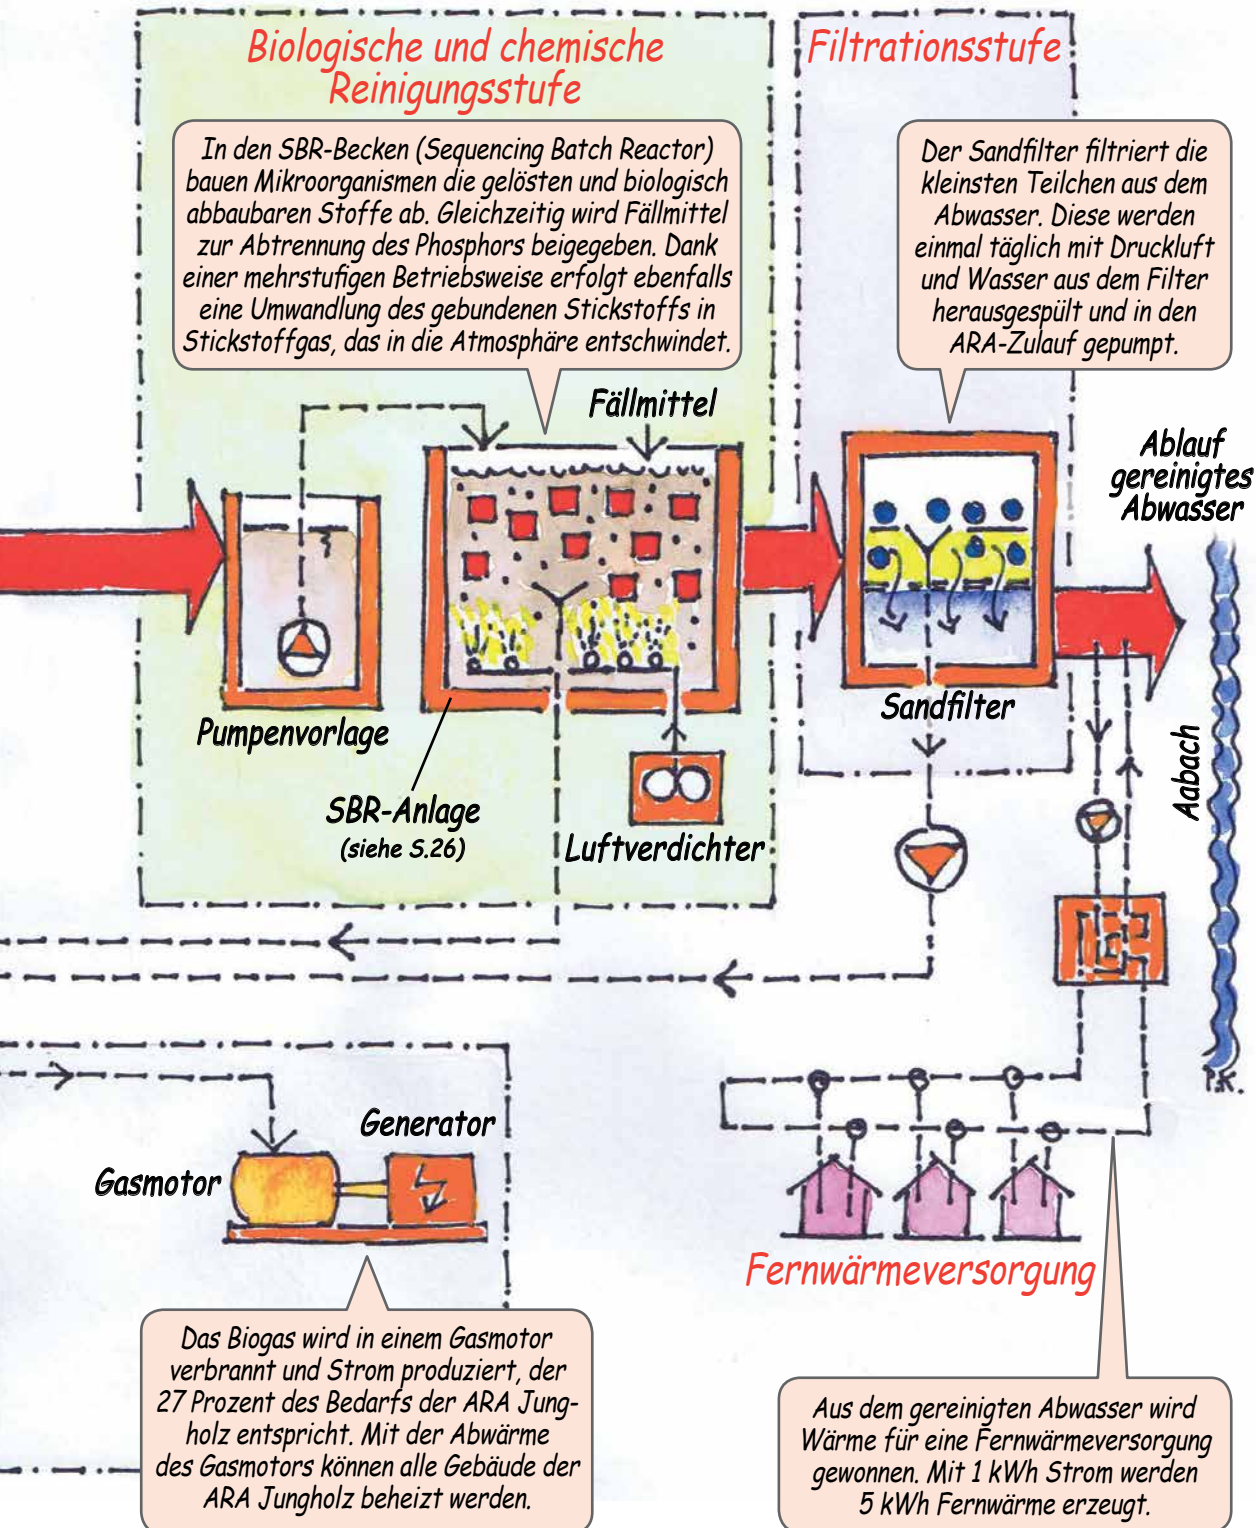 Biologische und chemische
Reinigungsstufe
Filtrationsstufe
In den SBR-Becken (Sequencing Batch Reactor)
bauen Mikroorganismen die gelösten und biologisch
abbaubaren Stoffe ab. Gleichzeitig wird Fällmittel
zur Abtrennung des Phosphors beigegeben. Dank
einer mehrstufigen Betriebsweise erfolgt ebenfalls
eine Umwandlung des gebundenen Stickstoffs in
Stickstoffgas, das in die Atmosphäre entschwindet.
Der Sandfilter filtriert die
kleinsten Teilchen aus dem
Abwasser. Diese werden
einmal täglich mit Druckluft
und Wasser aus dem Filter
herausgespült und in den
ARA-Zulauf gepumpt.
Fällmittel
Ablauf
gereinigtes
Abwasser
Pumpenvorlage
Sandfilter
SBR-Anlage
(siehe S.26)
Luftverdichter
Aabach
P.K.
Generator
Gasmotor
Fernwärmeversorgung
Das Biogas wird in einem Gasmotor
verbrannt und Strom produziert, der
27 Prozent des Bedarfs der ARA Jung-
holz entspricht. Mit der Abwärme
des Gasmotors können alle Gebäude der
ARA Jungholz beheizt werden.
Aus dem gereinigten Abwasser wird
Wärme für eine Fernwärmeversorgung
gewonnen. Mit 1 kWh Strom werden
5 kWh Fernwärme erzeugt.